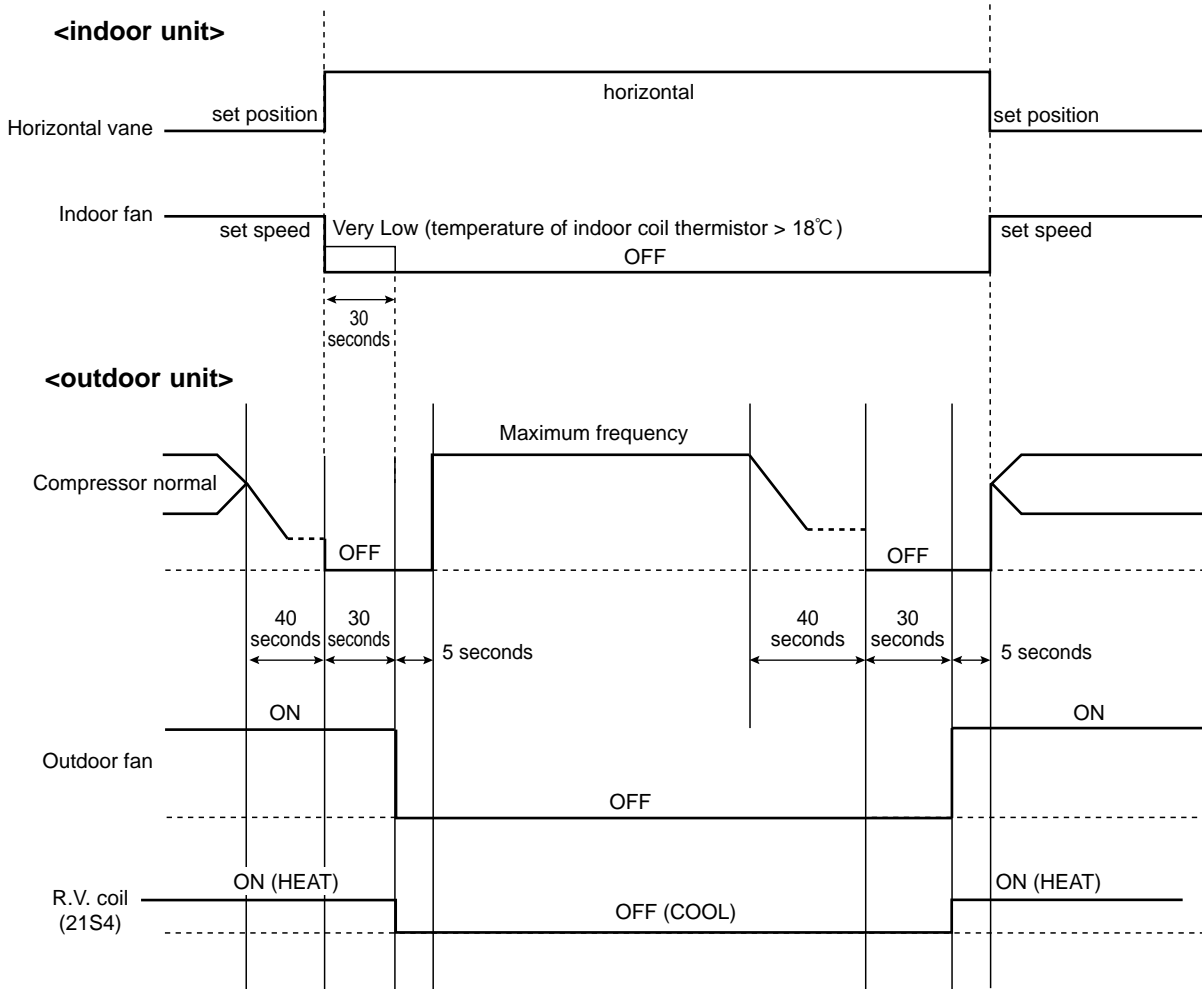 <indoor unit>
horizontal
set position
set position
Horizontal vane
Indoor fan
set speed
Very Low (temperature of indoor coil thermistor > 18℃)
set speed
OFF
30
seconds
<outdoor unit>
Maximum frequency
Compressor normal
OFF
OFF
40
seconds
30
seconds
5 seconds
40
seconds
30
seconds
5 seconds
ON
ON
Outdoor fan
OFF
ON (HEAT)
ON (HEAT)
R.V. coil
(21S4)
OFF (COOL)